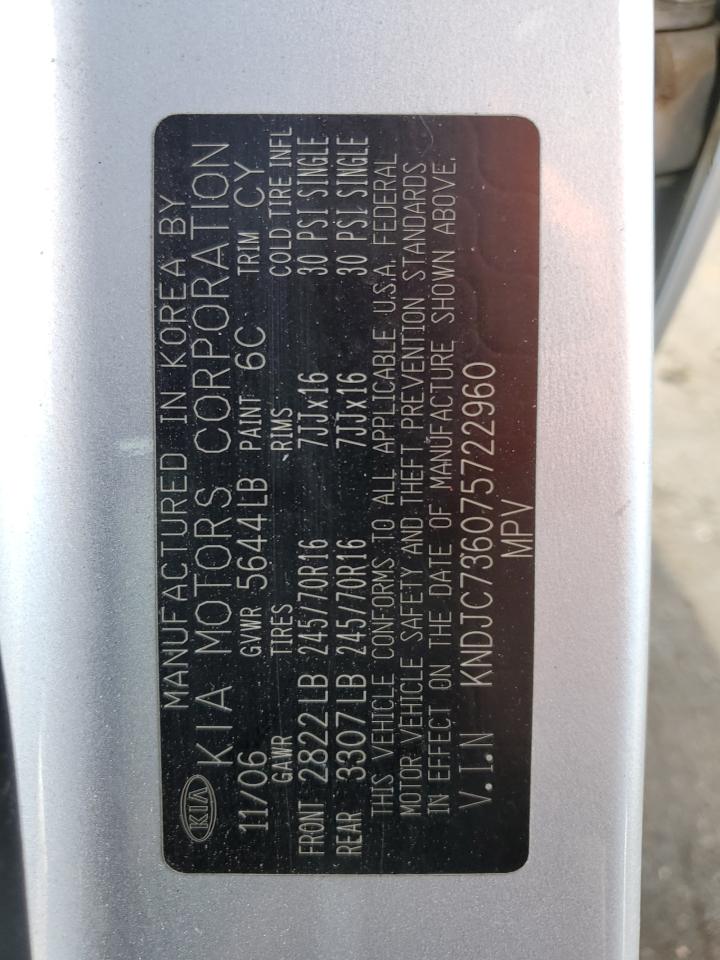 MANUFACTURED IN KOREA BY
KIA KIA MOTORS CORPORATION
11/06 GVWR 5644LB PAINT 6C TRIM CY
GAWR TIRES RIMS COLD TIRE INFL
FRONT 2822LB 245/70R16 7JJx16 30 PSI SINGLE
REAR 3307LB 245/70R16 7JJx16 30 PSI SINGLE
THIS VEHICLE CONFORMS TO ALL APPLICABLE U.S.A. FEDERAL
MOTOR VEHICLE SAFETY AND THEFT PREVENTION STANDARDS
IN EFFECT ON THE DATE OF MANUFACTURE SHOWN ABOVE.
V.I.N KNDJC736075722960
MPV